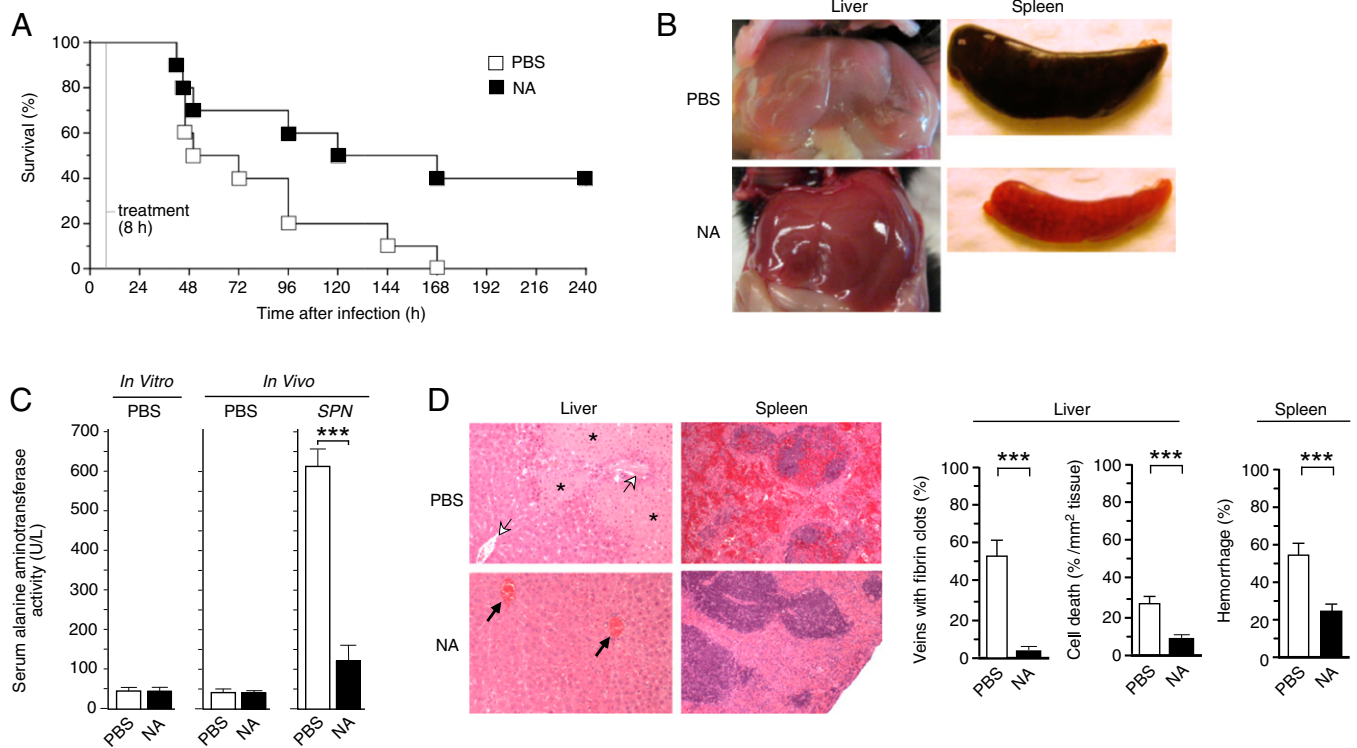 A
Survival (%)
100
80
60
40
20
0
PBS
NA
treatment
(8 h)
0 24 48 72 96 120 144 168 192 216 240
Time after infection (h)
B
Liver Spleen
PBS
NA
C
In Vitro In Vivo
PBS PBS SPN
Serum alanine aminotransferase
activity (U/L)
700
600
500
400
300
200
100
0
***
PBS NA PBS NA PBS NA
D
Liver Spleen
PBS
* * *
NA
Liver Spleen
Veins with fibrin clots (%)
100
80
60
40
20
0
***
PBS NA
Cell death (% /mm² tissue)
100
80
60
40
20
0
***
PBS NA
Hemorrhage (%)
100
80
60
40
20
0
***
PBS NA